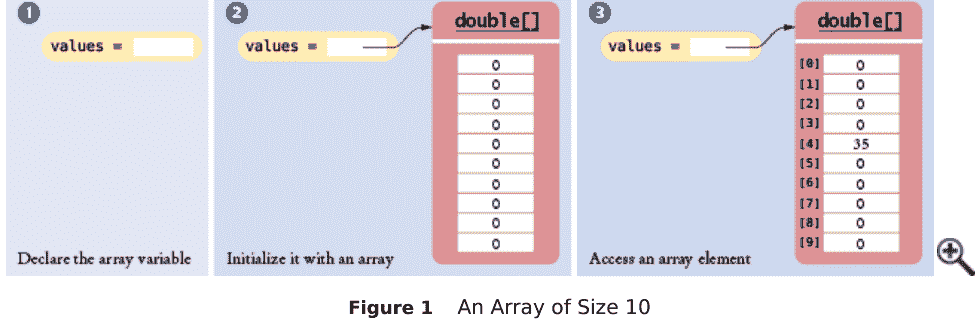 1
values =
Declare the array variable
2
values =
double[]
0
0
0
0
0
0
0
0
0
0
Initialize it with an array
3
values =
double[]
[0] 0
[1] 0
[2] 0
[3] 0
[4] 35
[5] 0
[6] 0
[7] 0
[8] 0
[9] 0
Access an array element
Figure 1 An Array of Size 10